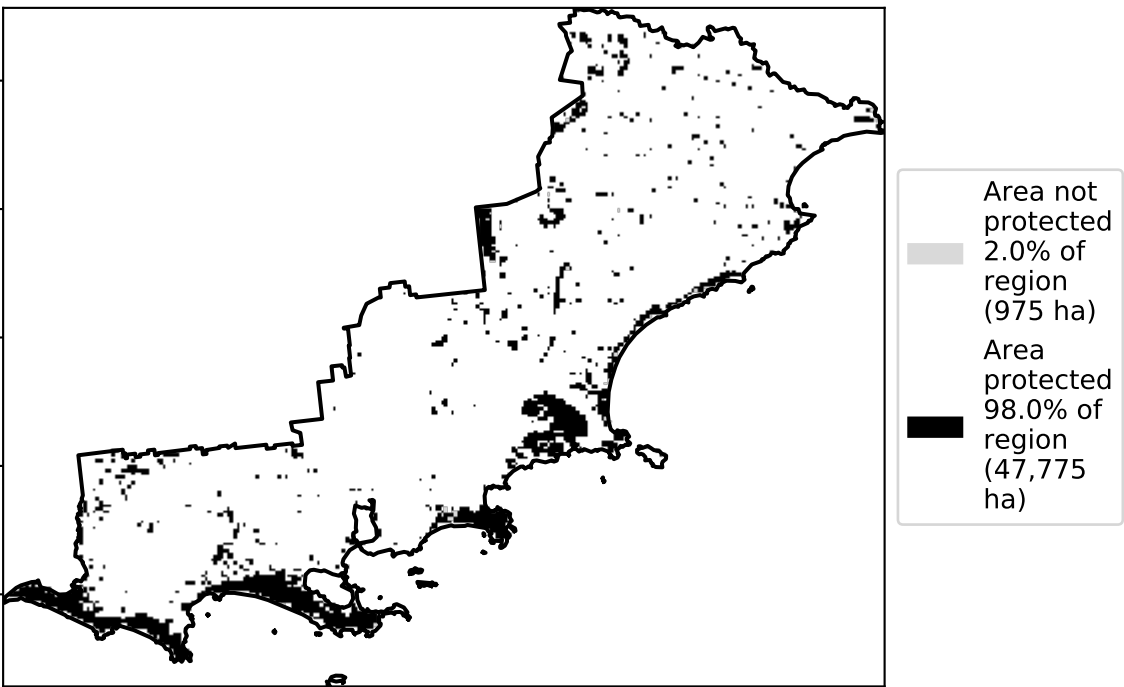 Area not
protected
2.0% of
region
(975 ha)
Area
protected
98.0% of
region
(47,775
ha)